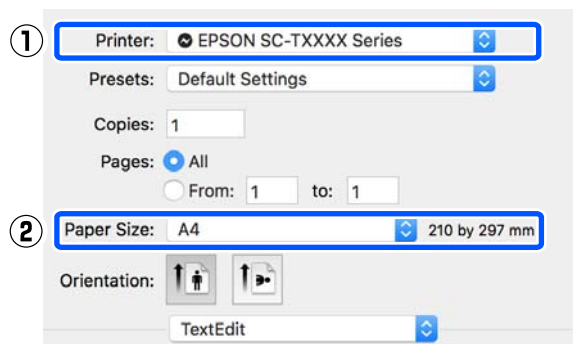 ① Printer: EPSON SC-TXXXX Series
Presets: Default Settings
Copies: 1
Pages: All
From: 1 to: 1
② Paper Size: A4 210 by 297 mm
Orientation:
TextEdit